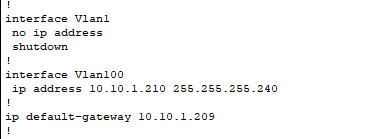 !
interface Vlan1
 no ip address
 shutdown
!
interface Vlan100
 ip address 10.10.1.210 255.255.255.240
!
ip default-gateway 10.10.1.209
!